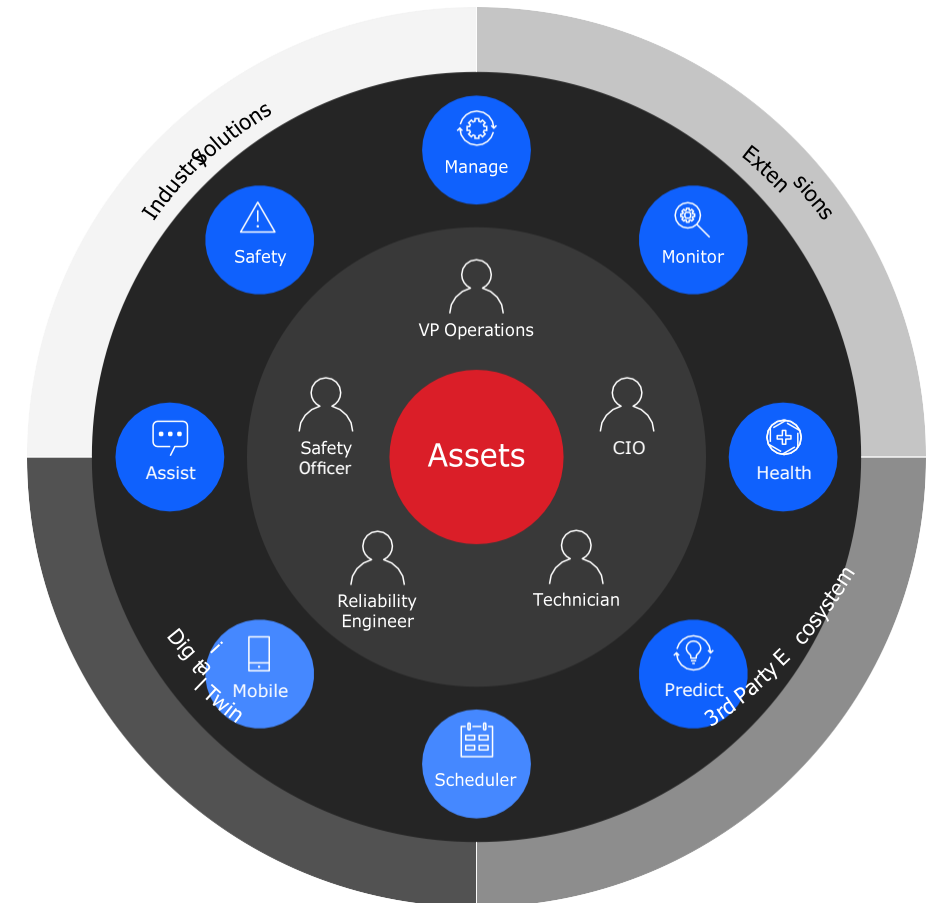 Industry Solutions
Extensions
Manage
Safety
Monitor
VP Operations
Safety
Officer
CIO
Assets
Assist
Health
Reliability
Engineer
Technician
Digital Twin
Mobile
Predict
3rd Party Ecosystem
Scheduler